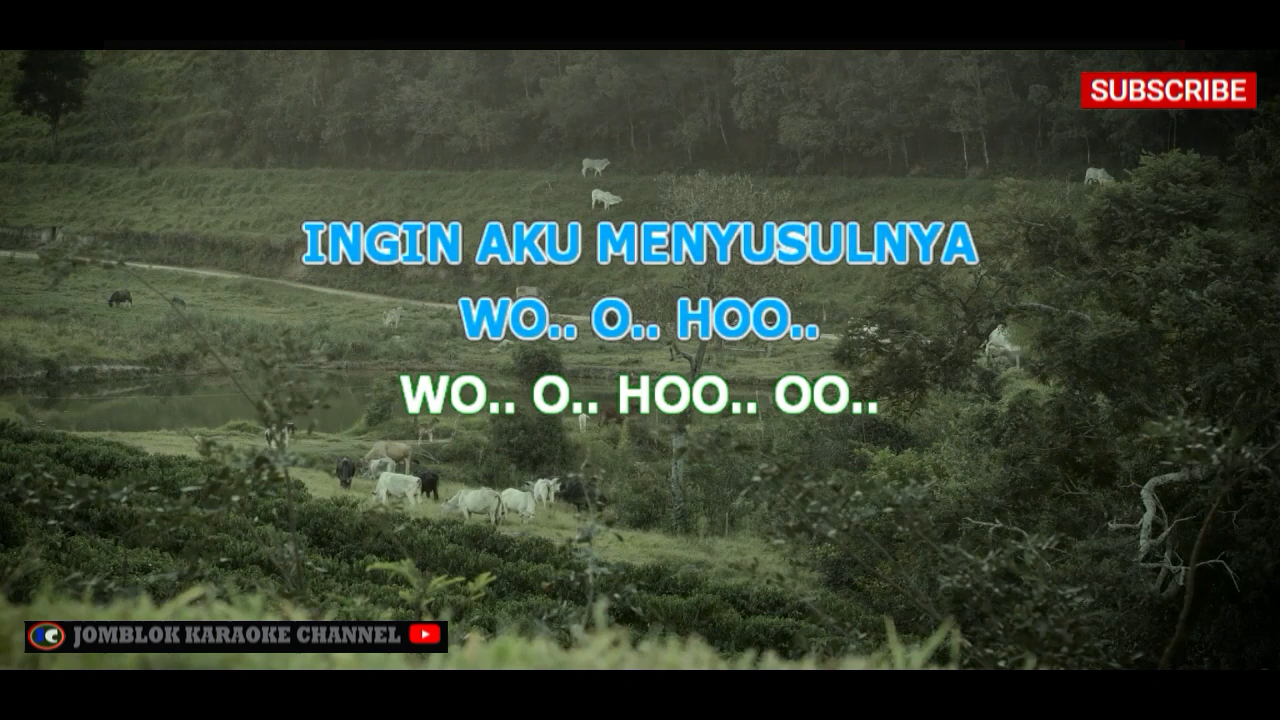 SUBSCRIBE
INGIN AKU MENYUSULNYA
WO.. O.. HOO..
WO.. O.. HOO.. OO..
JOMBLOK KARAOKE CHANNEL